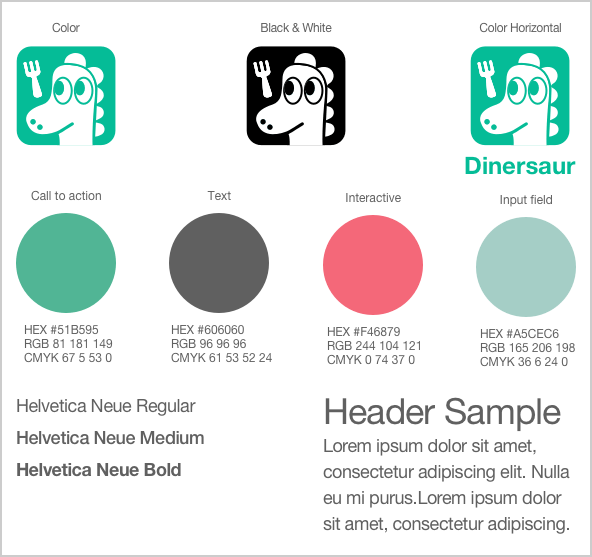 Color
Black & White
Color Horizontal
Dinersaur
Call to action
Text
Interactive
Input field
HEX #51B595
RGB 81 181 149
CMYK 67 5 53 0
HEX #606060
RGB 96 96 96
CMYK 61 53 52 24
HEX #F46879
RGB 244 104 121
CMYK 0 74 37 0
HEX #A5CEC6
RGB 165 206 198
CMYK 36 6 24 0
Helvetica Neue Regular
Helvetica Neue Medium
Helvetica Neue Bold
Header Sample
Lorem ipsum dolor sit amet,
consectetur adipiscing elit. Nulla
eu mi purus.Lorem ipsum dolor
sit amet, consectetur adipiscing.